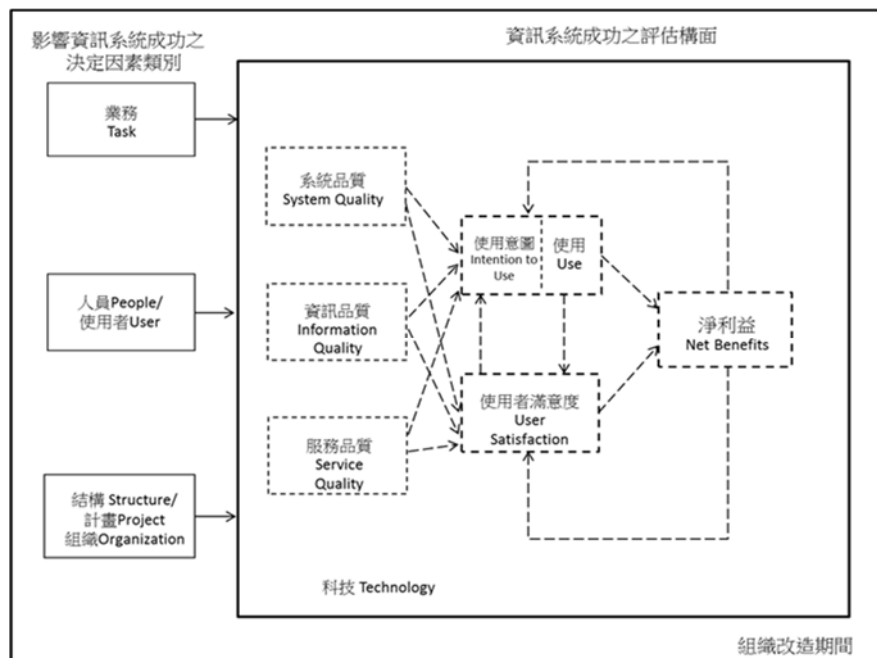 影響資訊系統成功之
決定因素類別
資訊系統成功之評估構面
業務
Task
人員People/
使用者User
結構 Structure/
計畫Project
組織Organization
系統品質
System Quality
資訊品質
Information
Quality
服務品質
Service
Quality
使用意圖
Intention to
Use
使用
Use
使用者滿意度
User
Satisfaction
淨利益
Net Benefits
科技 Technology
組織改造期間